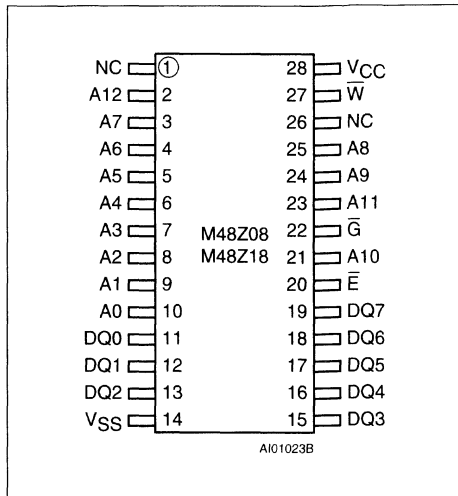 NC 1 28 VCC
A12 2 27 W̅
A7 3 26 NC
A6 4 25 A8
A5 5 24 A9
A4 6 23 A11
A3 7 M48Z08 22 G̅
A2 8 M48Z18 21 A10
A1 9 20 E̅
A0 10 19 DQ7
DQ0 11 18 DQ6
DQ1 12 17 DQ5
DQ2 13 16 DQ4
VSS 14 15 DQ3
AI01023B